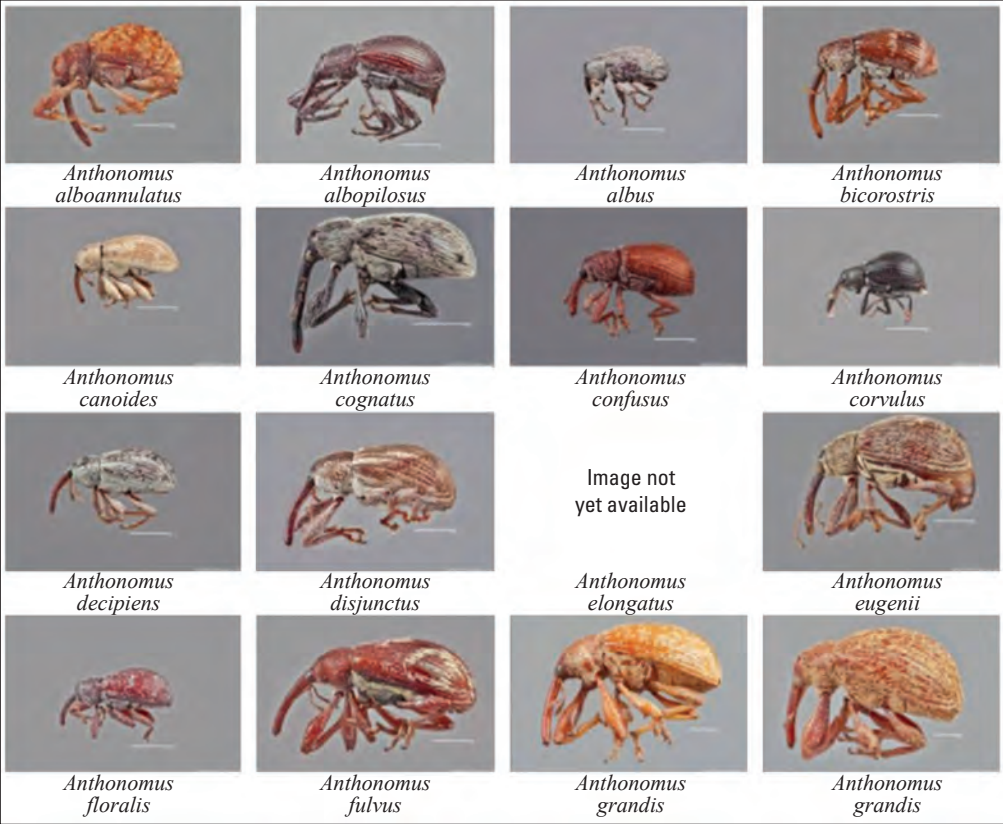 Anthonomus
alboannulatus
Anthonomus
albopilosus
Anthonomus
albus
Anthonomus
bicorostris
Anthonomus
canoides
Anthonomus
cognatus
Anthonomus
confusus
Anthonomus
corvulus
Image not
yet available
Anthonomus
decipiens
Anthonomus
disjunctus
Anthonomus
elongatus
Anthonomus
eugenii
Anthonomus
floralis
Anthonomus
fulvus
Anthonomus
grandis
Anthonomus
grandis